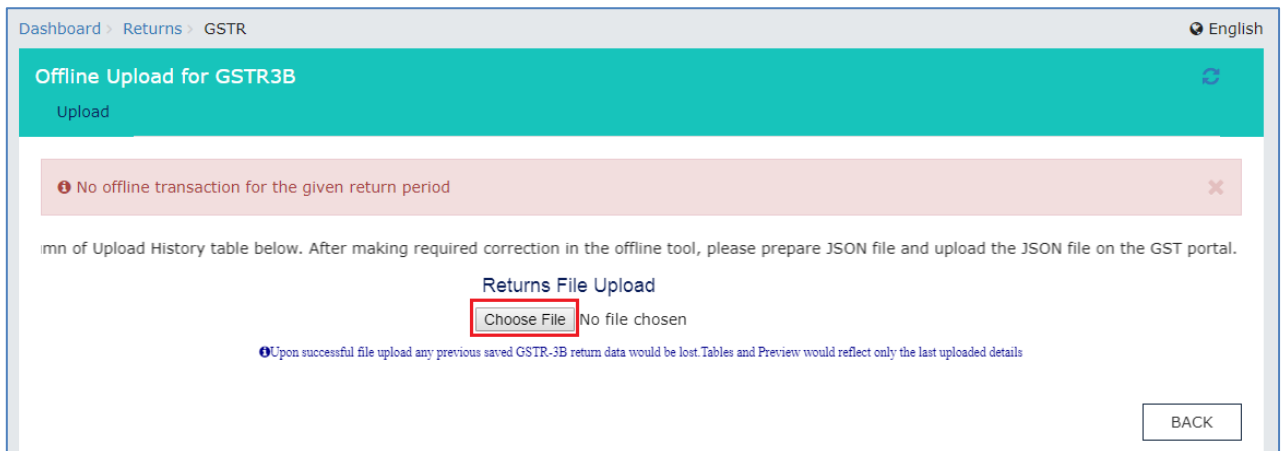 Dashboard > Returns > GSTR English
Offline Upload for GSTR3B
Upload
No offline transaction for the given return period
mn of Upload History table below. After making required correction in the offline tool, please prepare JSON file and upload the JSON file on the GST portal.
Returns File Upload
Choose File No file chosen
Upon successful file upload any previous saved GSTR-3B return data would be lost.Tables and Preview would reflect only the last uploaded details
BACK